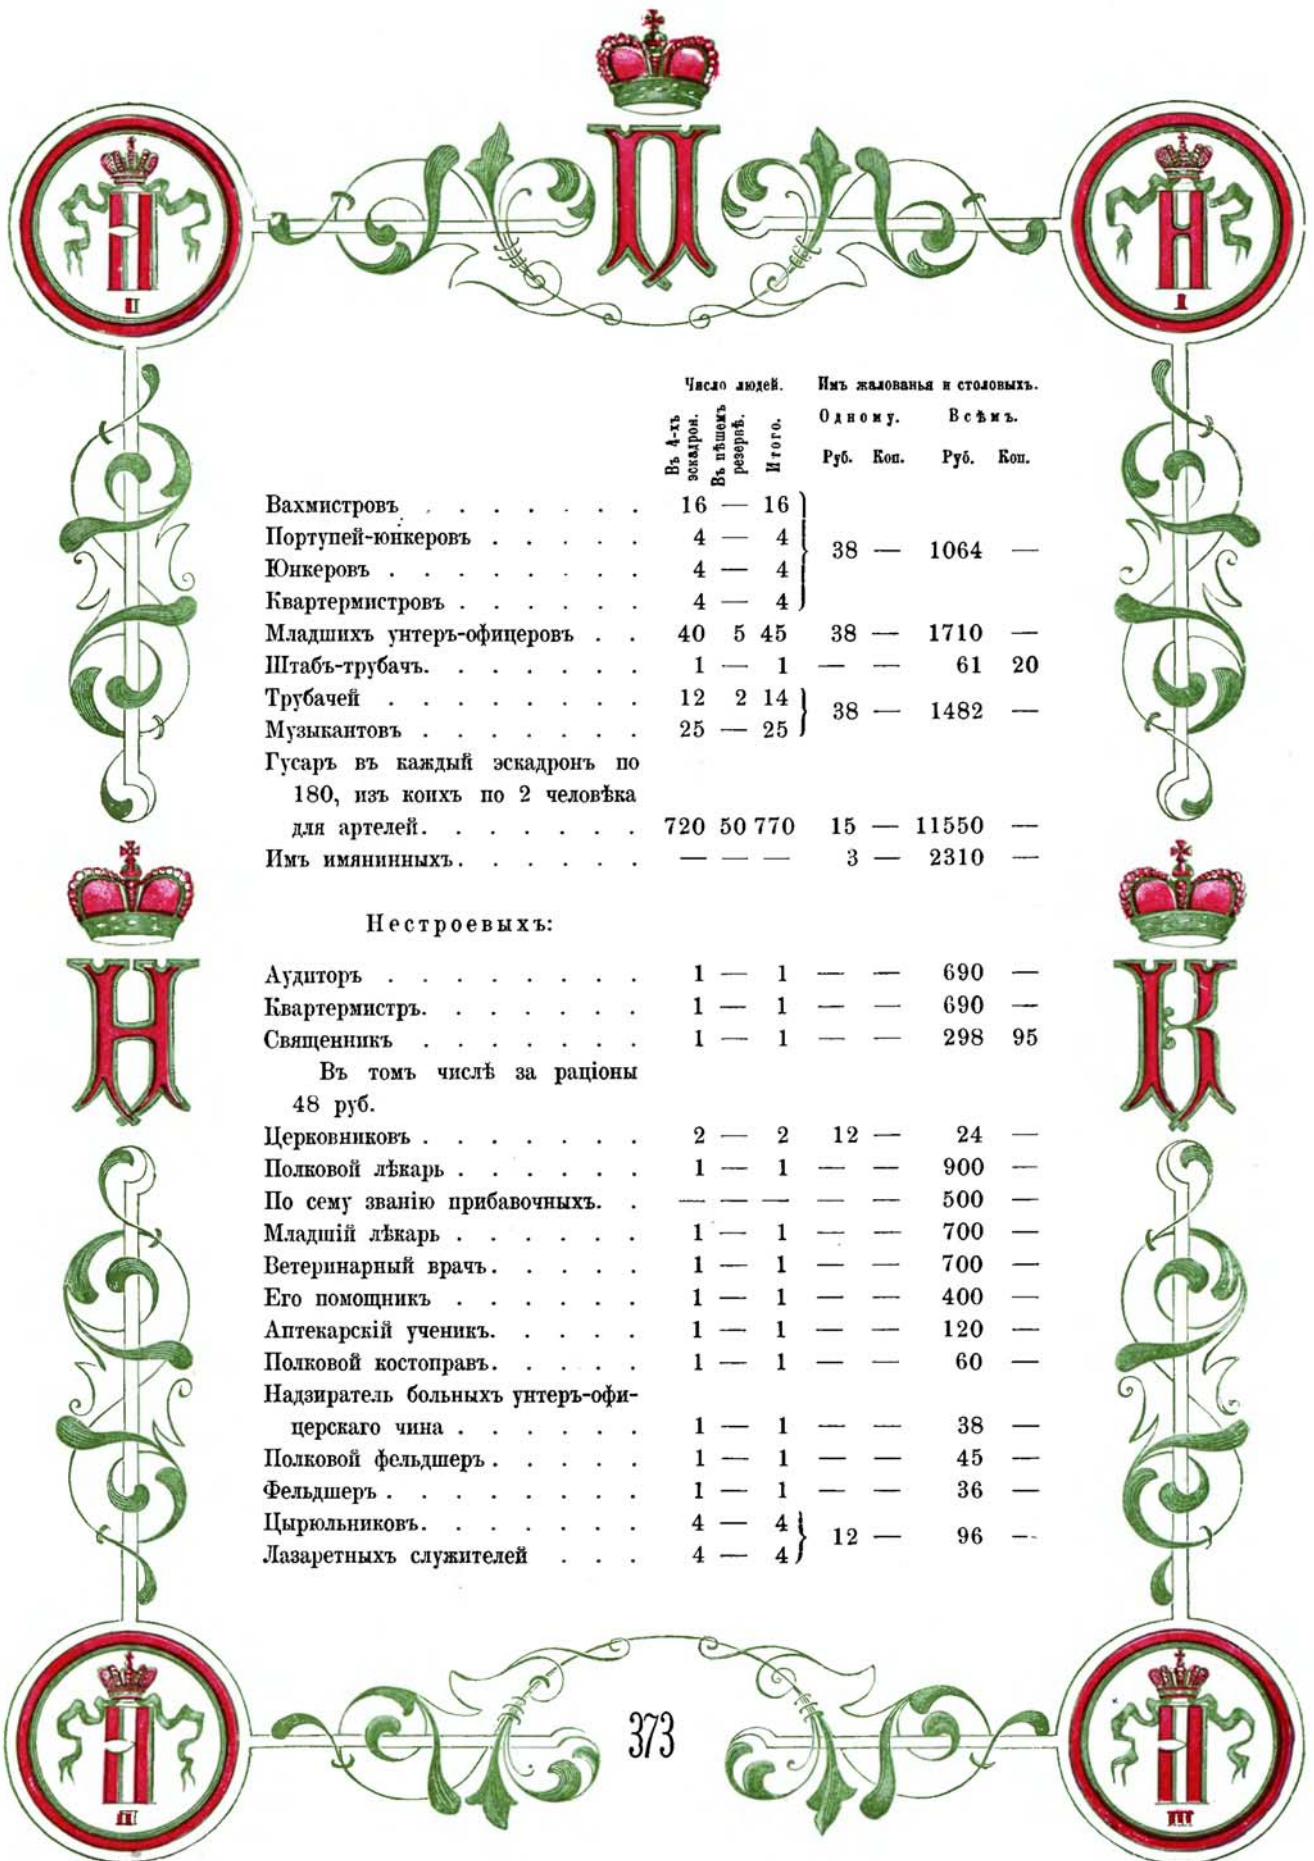 П
II
I
Число людей. Имъ жалованья и столовыхъ.
Въ 4-хъ эскадрон. Въ пѣшемъ резервѣ. Итого. Одному. Всѣмъ.
Руб. Коп. Руб. Коп.
Вахмистровъ . . . . . . . 16 — 16
Портупей-юнкеровъ . . . . . 4 — 4
38 — 1064 —
Юнкеровъ . . . . . . . . 4 — 4
Квартермистровъ . . . . . . 4 — 4
Младшихъ унтеръ-офицеровъ . . 40 5 45 38 — 1710 —
Штабъ-трубачъ. . . . . . . 1 — 1 — — 61 20
Трубачей . . . . . . . . 12 2 14
38 — 1482 —
Музыкантовъ . . . . . . . 25 — 25
Гусаръ въ каждый эскадронъ по
180, изъ коихъ по 2 человѣка
для артелей. . . . . . . 720 50 770 15 — 11550 —
Имъ имянинныхъ. . . . . . — — — 3 — 2310 —
Нестроевыхъ:
Аудиторъ . . . . . . . . 1 — 1 — — 690 —
Квартермистръ. . . . . . . 1 — 1 — — 690 —
Священникъ . . . . . . . 1 — 1 — — 298 95
Въ томъ числѣ за раціоны
48 руб.
Церковниковъ . . . . . . . 2 — 2 12 — 24 —
Полковой лѣкарь . . . . . . 1 — 1 — — 900 —
По сему званію прибавочныхъ. . — — — — — 500 —
Младшій лѣкарь . . . . . . 1 — 1 — — 700 —
Ветеринарный врачъ. . . . . 1 — 1 — — 700 —
Его помощникъ . . . . . . 1 — 1 — — 400 —
Аптекарскій ученикъ. . . . . 1 — 1 — — 120 —
Полковой костоправъ. . . . . 1 — 1 — — 60 —
Надзиратель больныхъ унтеръ-офи-
церскаго чина . . . . . . 1 — 1 — — 38 —
Полковой фельдшеръ . . . . . 1 — 1 — — 45 —
Фельдшеръ . . . . . . . . 1 — 1 — — 36 —
Цырюльниковъ. . . . . . . 4 — 4
12 — 96 —
Лазаретныхъ служителей . . . 4 — 4
Н
К
373
III